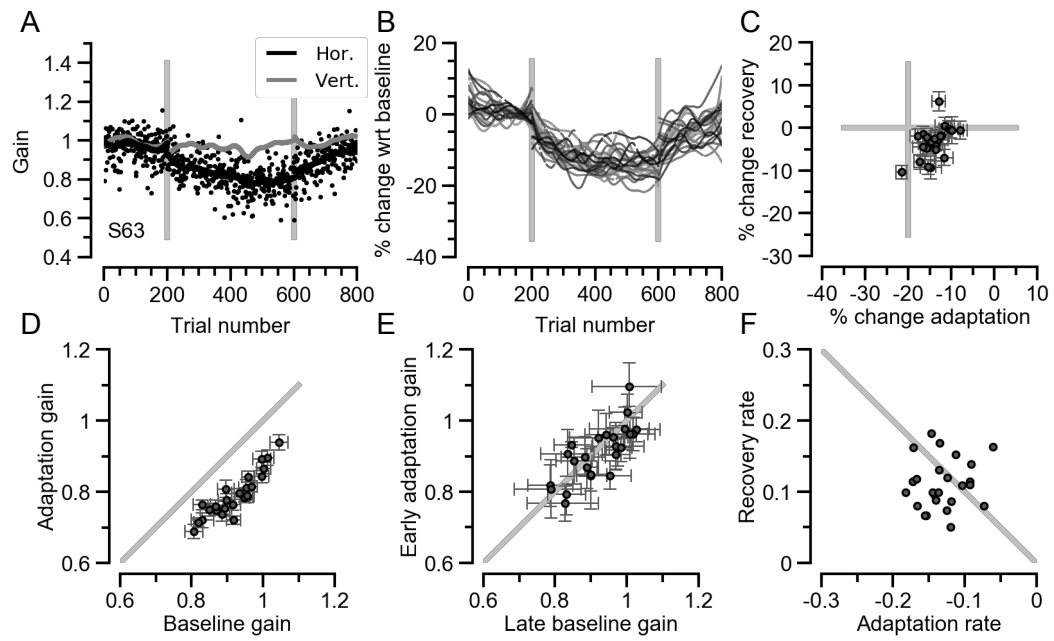 A
Gain
1.4
1.2
1
0.8
0.6
0.4
Hor.
Vert.
S63
0 200 400 600 800
Trial number
B
% change wrt baseline
20
0
-20
-40
0 200 400 600 800
Trial number
C
% change recovery
20
10
0
-10
-20
-30
-40 -30 -20 -10 0 10
% change adaptation
D
Adaptation gain
1.2
1
0.8
0.6
0.6 0.8 1 1.2
Baseline gain
E
Early adaptation gain
1.2
1
0.8
0.6
0.6 0.8 1 1.2
Late baseline gain
F
Recovery rate
0.3
0.2
0.1
0
-0.3 -0.2 -0.1 0
Adaptation rate